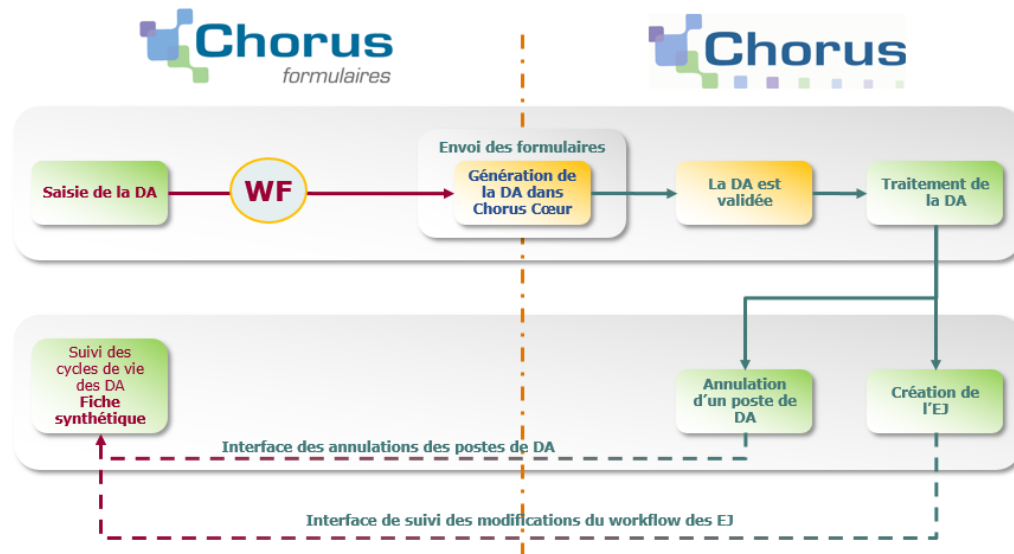 Chorus
formulaires
Chorus
Envoi des formulaires
Saisie de la DA
WF
Génération de
la DA dans
Chorus Cœur
La DA est
validée
Traitement de
la DA
Suivi des
cycles de vie
des DA
Fiche
synthétique
Annulation
d'un poste de
DA
Création de
l'EJ
Interface des annulations des postes de DA
Interface de suivi des modifications du workflow des EJ